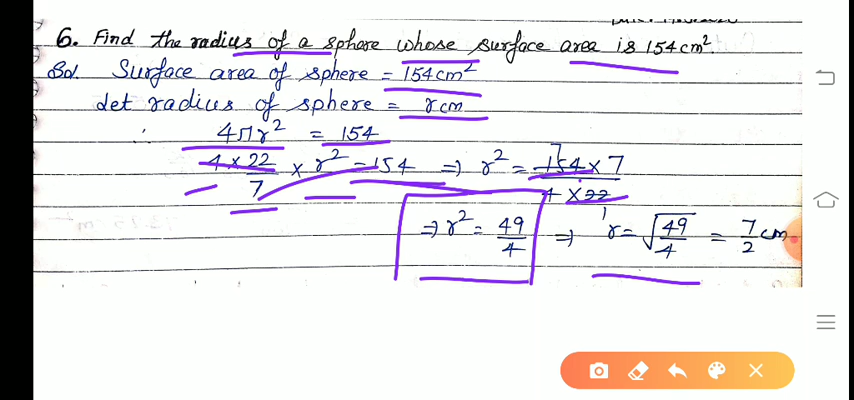 6. Find the radius of a sphere whose surface area is 154 cm².
Sol. Surface area of sphere = 154 cm²
Let radius of sphere = r cm
∴ 4πr² = 154
4 × 22/7 × r² = 154 ⇒ r² = 154 × 7 / 4 × 22
7
1
⇒ r² = 49/4 ⇒ r = √49/4 = 7/2 cm